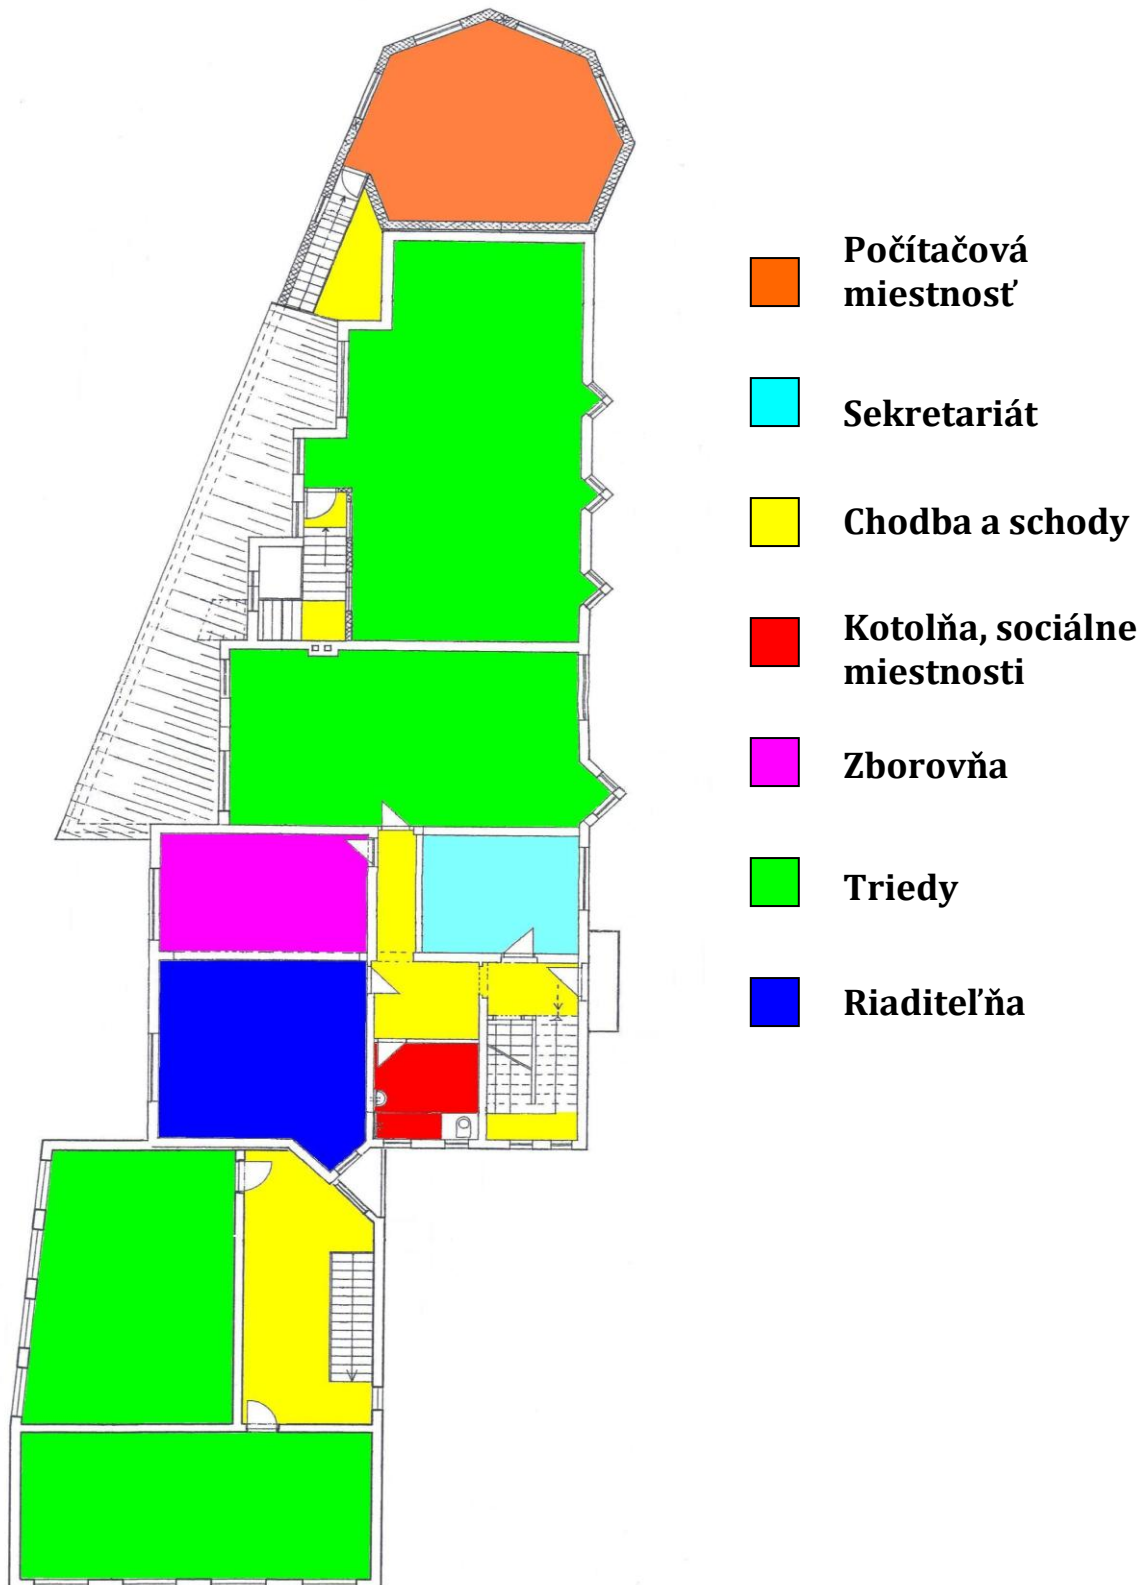 Počítačová
miestnosť
Sekretariát
Chodba a schody
Kotolňa, sociálne
miestnosti
Zborovňa
Triedy
Riaditeľňa